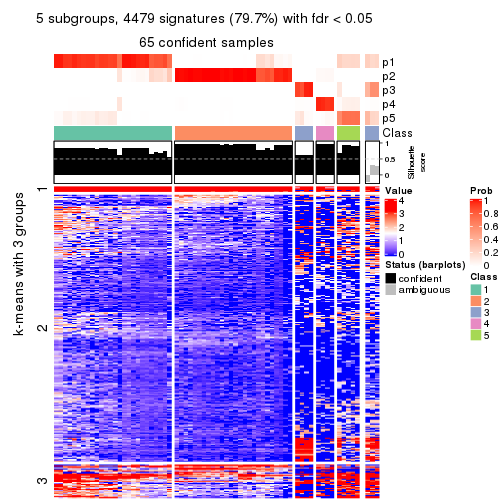 5 subgroups, 4479 signatures (79.7%) with fdr < 0.05
65 confident samples
p1
p2
p3
p4
p5
Class
1
0.5
0
Silhouette
score
k-means with 3 groups
1
2
3
Value
4
3
2
1
0
Status (barplots)
confident
ambiguous
Prob
1
0.8
0.6
0.4
0.2
0
Class
1
2
3
4
5